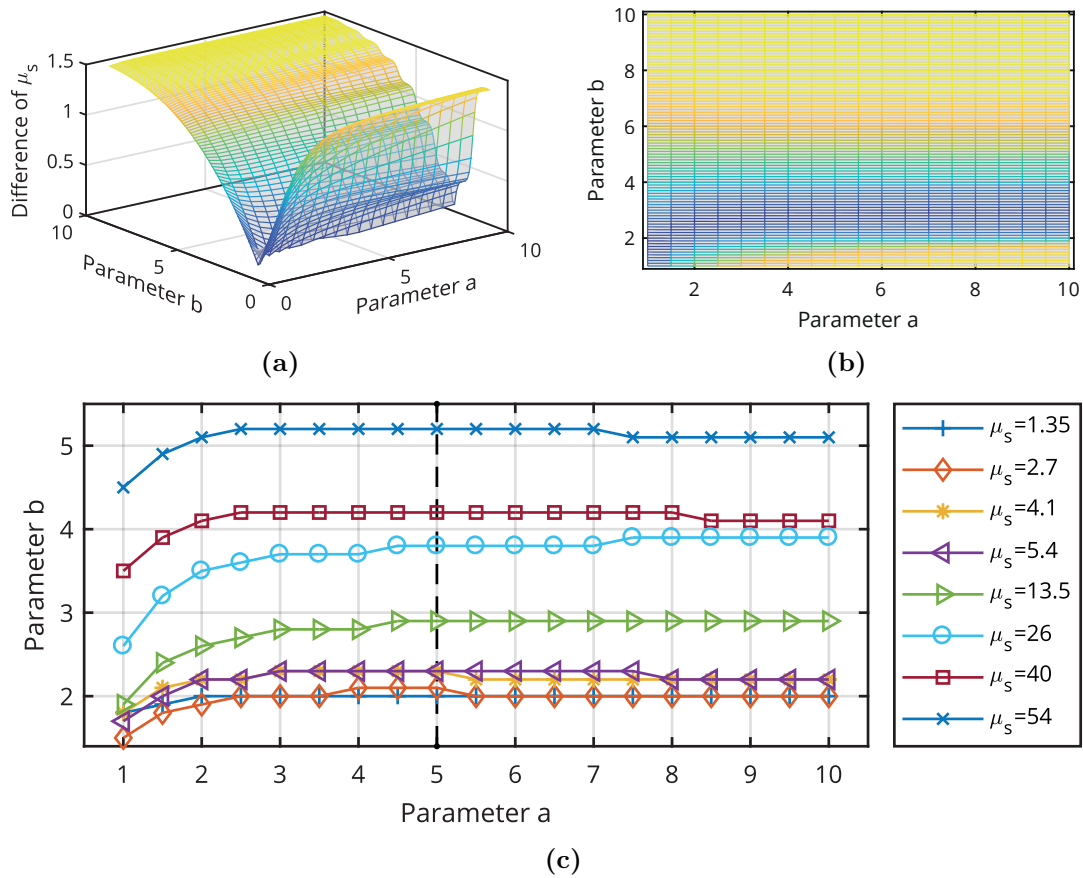 Difference of μs
1.5
1
0.5
0
10
5
0
Parameter b
0
5
10
Parameter a
(a)
Parameter b
10
8
6
4
2
2 4 6 8 10
Parameter a
(b)
Parameter b
5
4
3
2
1 2 3 4 5 6 7 8 9 10
Parameter a
μs=1.35
μs=2.7
μs=4.1
μs=5.4
μs=13.5
μs=26
μs=40
μs=54
(c)